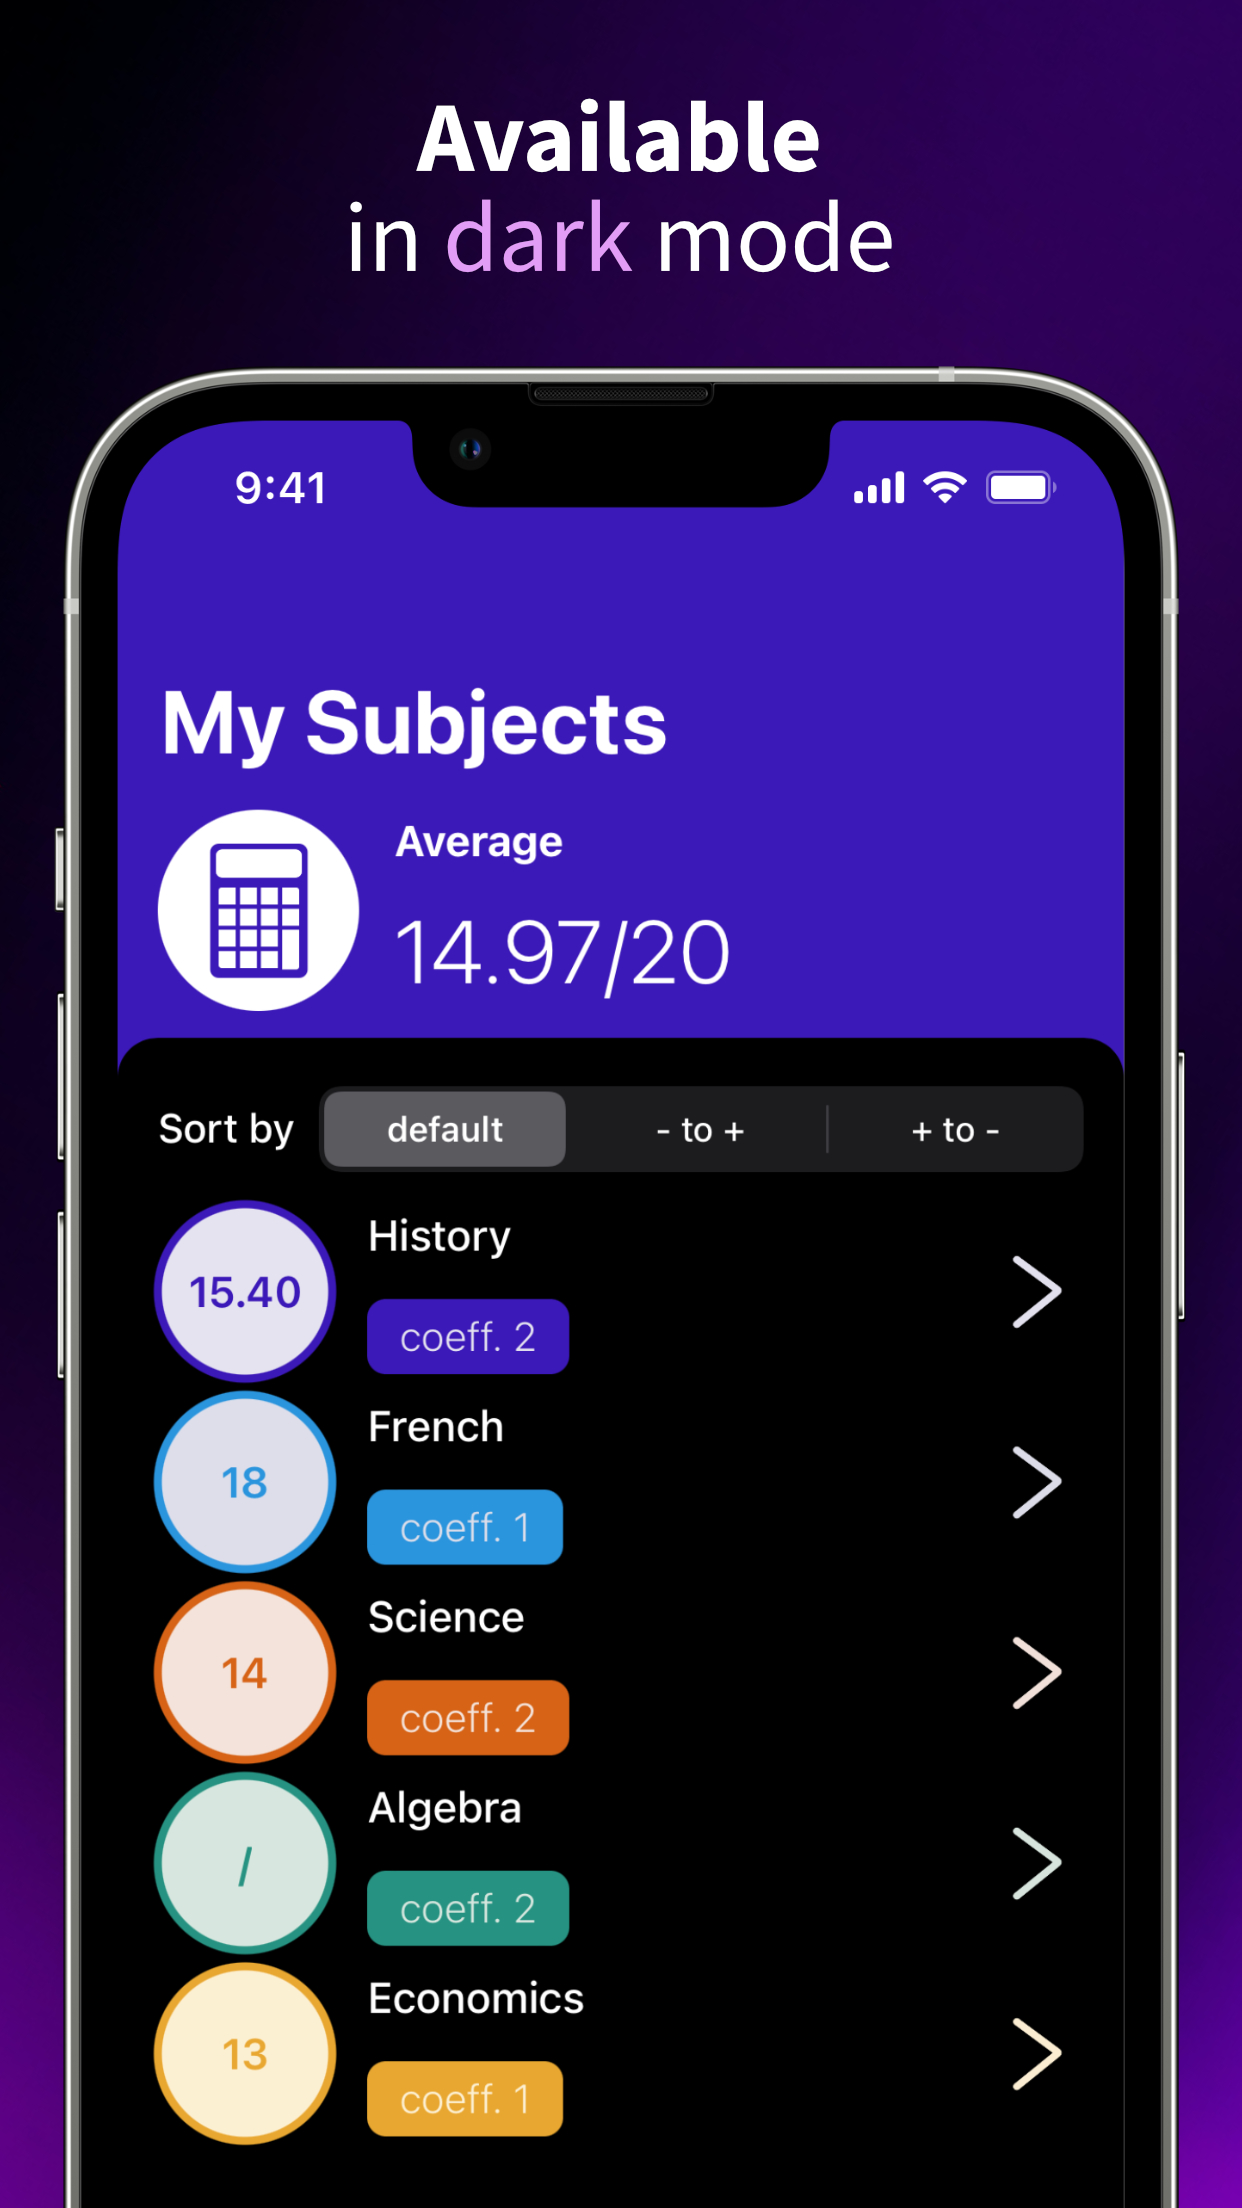 Available
in dark mode
9:41
My Subjects
Average
14.97/20
Sort by default - to + + to -
History
15.40
coeff. 2
French
18
coeff. 1
Science
14
coeff. 2
Algebra
/
coeff. 2
Economics
13
coeff. 1